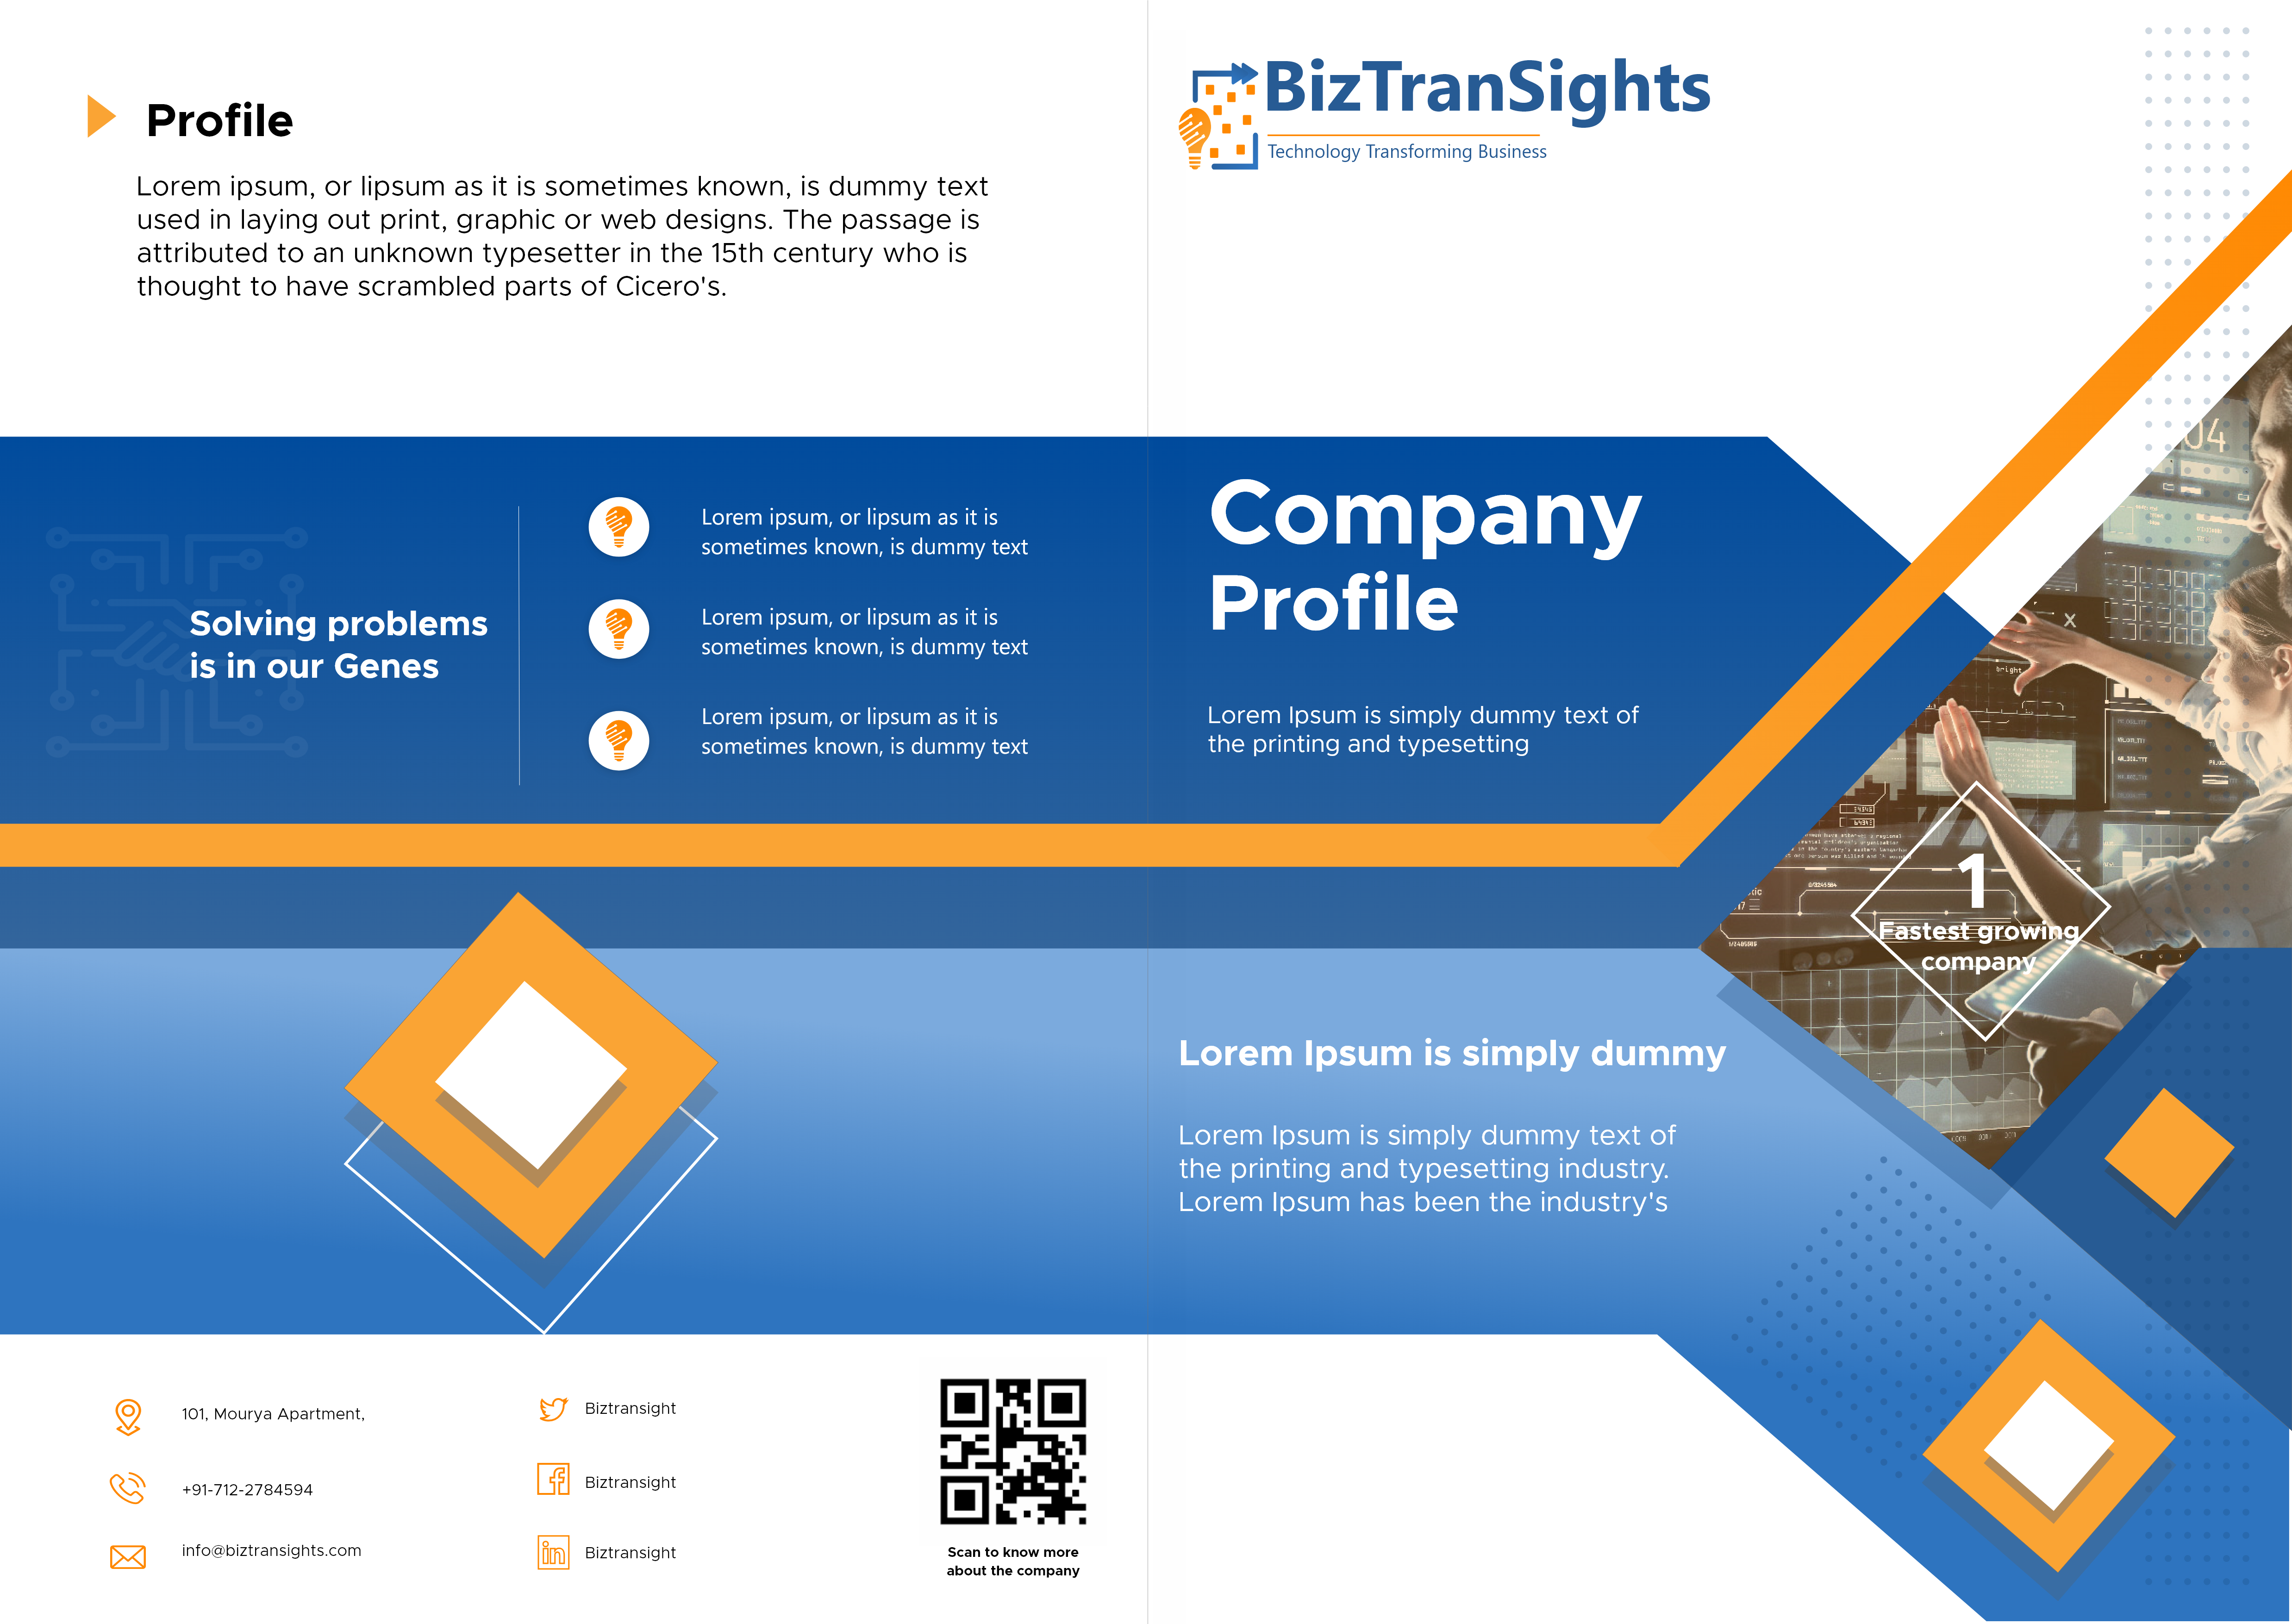 Profile
Lorem ipsum, or lipsum as it is sometimes known, is dummy text
used in laying out print, graphic or web designs. The passage is
attributed to an unknown typesetter in the 15th century who is
thought to have scrambled parts of Cicero's.
Solving problems
is in our Genes
Lorem ipsum, or lipsum as it is
sometimes known, is dummy text
Lorem ipsum, or lipsum as it is
sometimes known, is dummy text
Lorem ipsum, or lipsum as it is
sometimes known, is dummy text
101, Mourya Apartment,
+91-712-2784594
info@biztransights.com
Biztransight
Biztransight
Biztransight
Scan to know more
about the company
BizTranSights
Technology Transforming Business
Company
Profile
Lorem Ipsum is simply dummy text of
the printing and typesetting
04
X
bright
1
Fastest growing
company
Lorem Ipsum is simply dummy
Lorem Ipsum is simply dummy text of
the printing and typesetting industry.
Lorem Ipsum has been the industry's